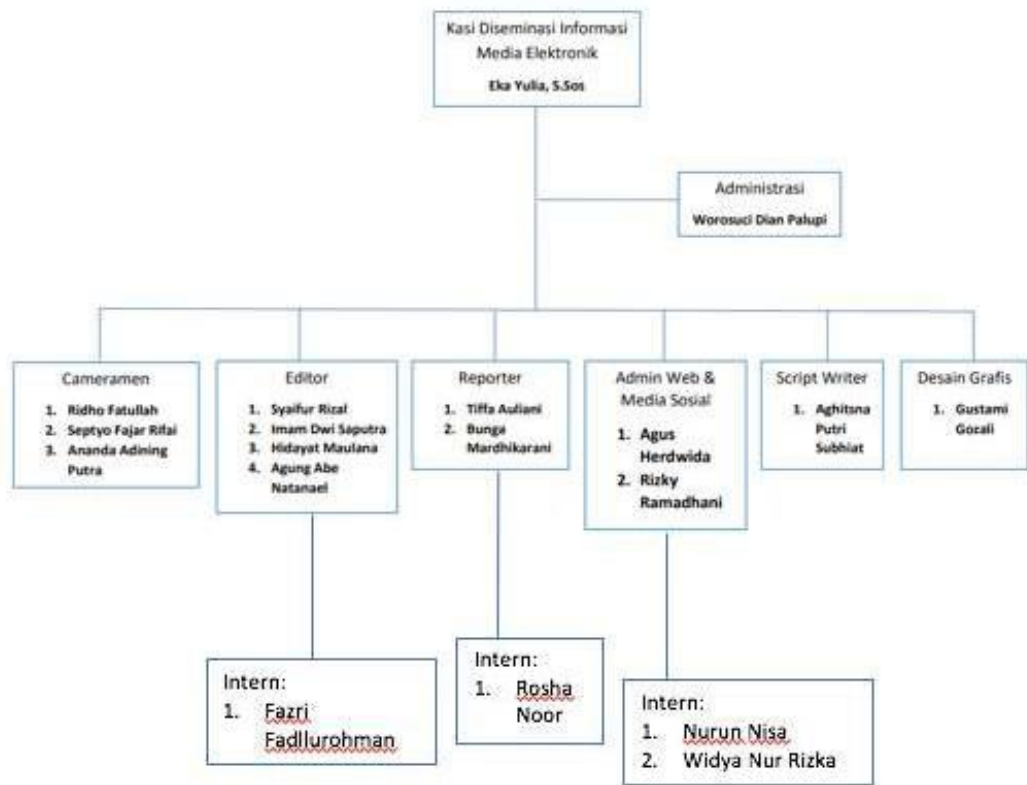 Kasi Diseminasi Informasi
Media Elektronik
Eka Yulia, S.Sos
Administrasi
Worosuci Dian Palupi
Cameramen
1. Ridho Fatullah
2. Septyo Fajar Rifai
3. Ananda Adining
Putra
Editor
1. Syaifur Rizal
2. Imam Dwi Saputra
3. Hidayat Maulana
4. Agung Abe
Natanael
Reporter
1. Tiffa Auliani
2. Bunga
Mardhikarani
Admin Web &
Media Sosial
1. Agus
Herdwida
2. Rizky
Ramadhani
Script Writer
1. Aghitsna
Putri
Subhiat
Desain Grafis
1. Gustami
Gozali
Intern:
1. Fazri
Fadllurohman
Intern:
1. Rosha
Noor
Intern:
1. Nurun Nisa
2. Widya Nur Rizka